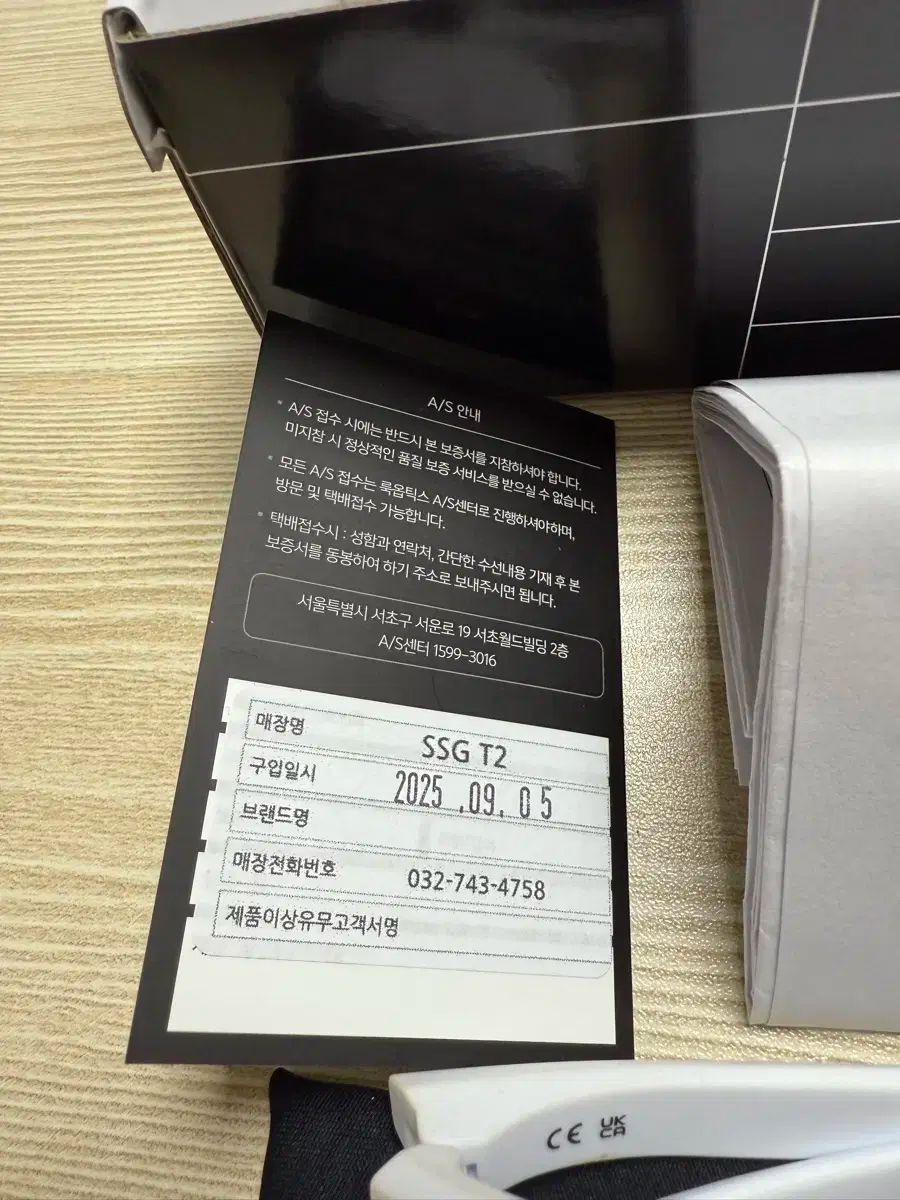 A/S 안내
* A/S 접수 시에는 반드시 본 보증서를 지참하셔야 합니다.
미지참 시 정상적인 품질 보증 서비스를 받으실 수 없습니다.
* 모든 A/S 접수는 룩옵틱스 A/S센터로 진행하셔야하며,
방문 및 택배접수 가능합니다.
* 택배접수시 : 성함과 연락처, 간단한 수선내용 기재 후 본
보증서를 동봉하여 하기 주소로 보내주시면 됩니다.
서울특별시 서초구 서운로 19 서초월드빌딩 2층
A/S센터 1599-3016
매장명 SSG T2
구입일시 2025 .09. 05
브랜드명
매장전화번호 032-743-4758
제품이상유무고객서명
CE UK CA